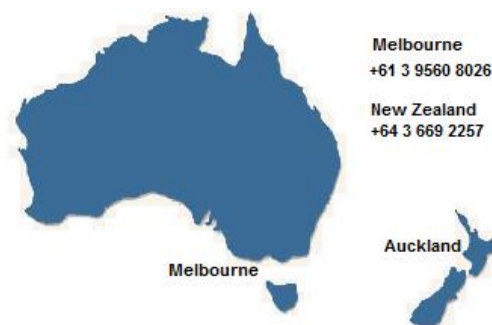 Melbourne
+61 3 9560 8026
New Zealand
+64 3 669 2257
Auckland
Melbourne